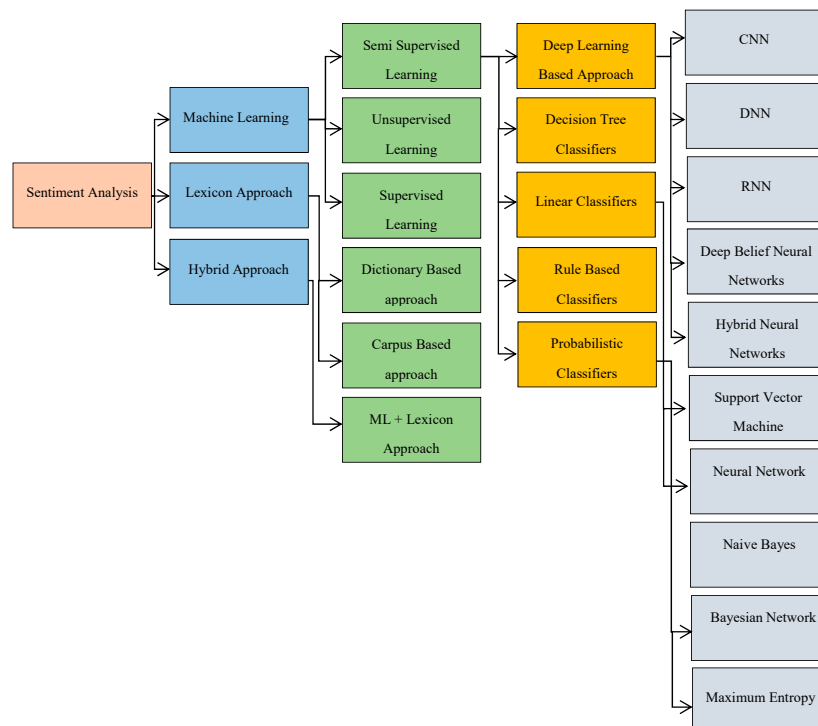 Sentiment Analysis
Machine Learning
Lexicon Approach
Hybrid Approach
Semi Supervised
Learning
Unsupervised
Learning
Supervised
Learning
Dictionary Based
approach
Carpus Based
approach
ML + Lexicon
Approach
Deep Learning
Based Approach
Decision Tree
Classifiers
Linear Classifiers
Rule Based
Classifiers
Probabilistic
Classifiers
CNN
DNN
RNN
Deep Belief Neural
Networks
Hybrid Neural
Networks
Support Vector
Machine
Neural Network
Naive Bayes
Bayesian Network
Maximum Entropy